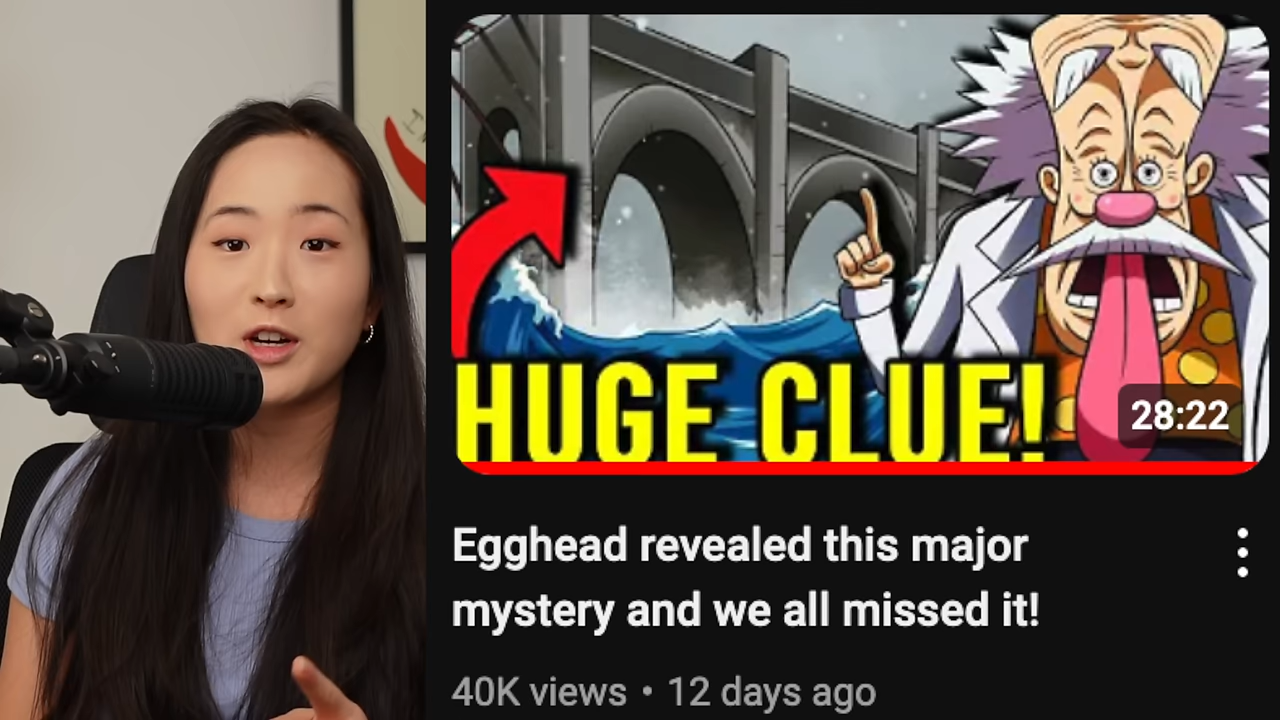 HUGE CLUE!
28:22
Egghead revealed this major
mystery and we all missed it!
40K views • 12 days ago